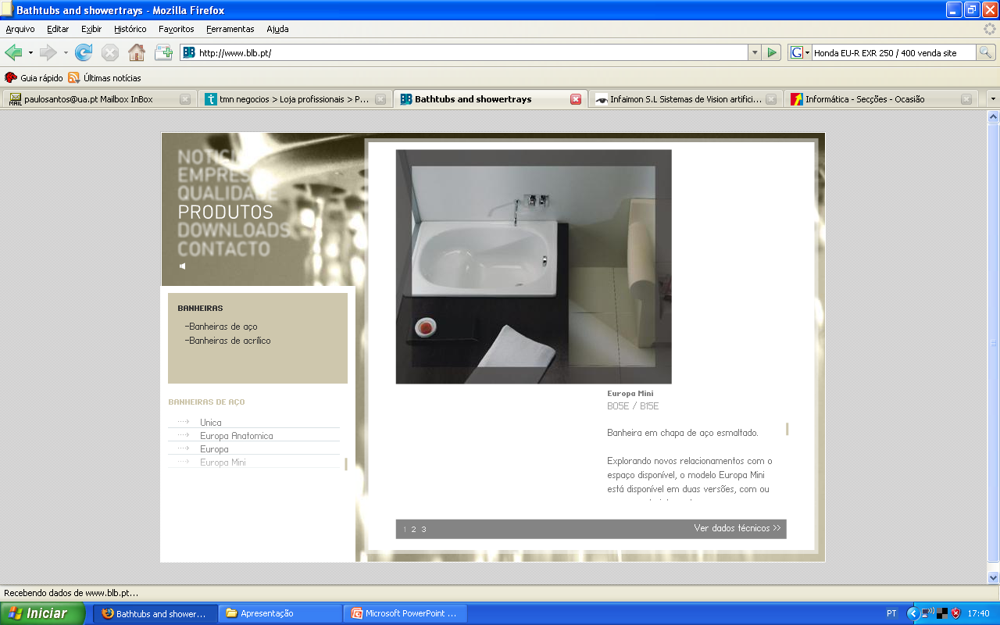 Bathtubs and showertrays - Mozilla Firefox
Arquivo Editar Exibir Histórico Favoritos Ferramentas Ajuda
http://www.blb.pt/
Honda EU-R EXR 250 / 400 venda site
Guia rápido Últimas notícias
MAIL paulosantos@ua.pt Mailbox InBox
tmn negocios > Loja profissionais > P...
Bathtubs and showertrays
Infaimon S.L Sistemas de Vision artifici...
Informática - Secções - Ocasião
EMPRES
QUALIDADE
PRODUTOS
DOWNLOADS
CONTACTO
BANHEIRAS
-Banheiras de aço
-Banheiras de acrílico
BANHEIRAS DE AÇO
Unica
Europa Anatomica
Europa
Europa Mini
Europa Mini
B05E / B15E
Banheira em chapa de aço esmaltado.
Explorando novos relacionamentos com o
espaço disponível, o modelo Europa Mini
está disponível em duas versões, com ou
1 2 3
Ver dados técnicos >>
Recebendo dados de www.blb.pt...
Iniciar
Bathtubs and shower...
Apresentação
Microsoft PowerPoint ...
PT
17:40